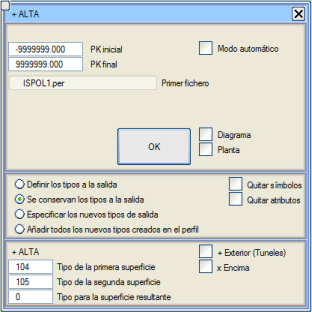 + ALTA
-9999999.000 PK inicial Modo automático
9999999.000 PK final
ISPOL1.per Primer fichero
OK
Diagrama
Planta
Definir los tipos a la salida
Quitar símbolos
Se conservan los tipos a la salida
Quitar atributos
Especificar los nuevos tipos de salida
Añadir todos los nuevos tipos creados en el perfil
+ ALTA
+ Exterior (Tuneles)
104 Tipo de la primera superficie
x Encima
105 Tipo de la segunda superficie
0 Tipo para la superficie resultante